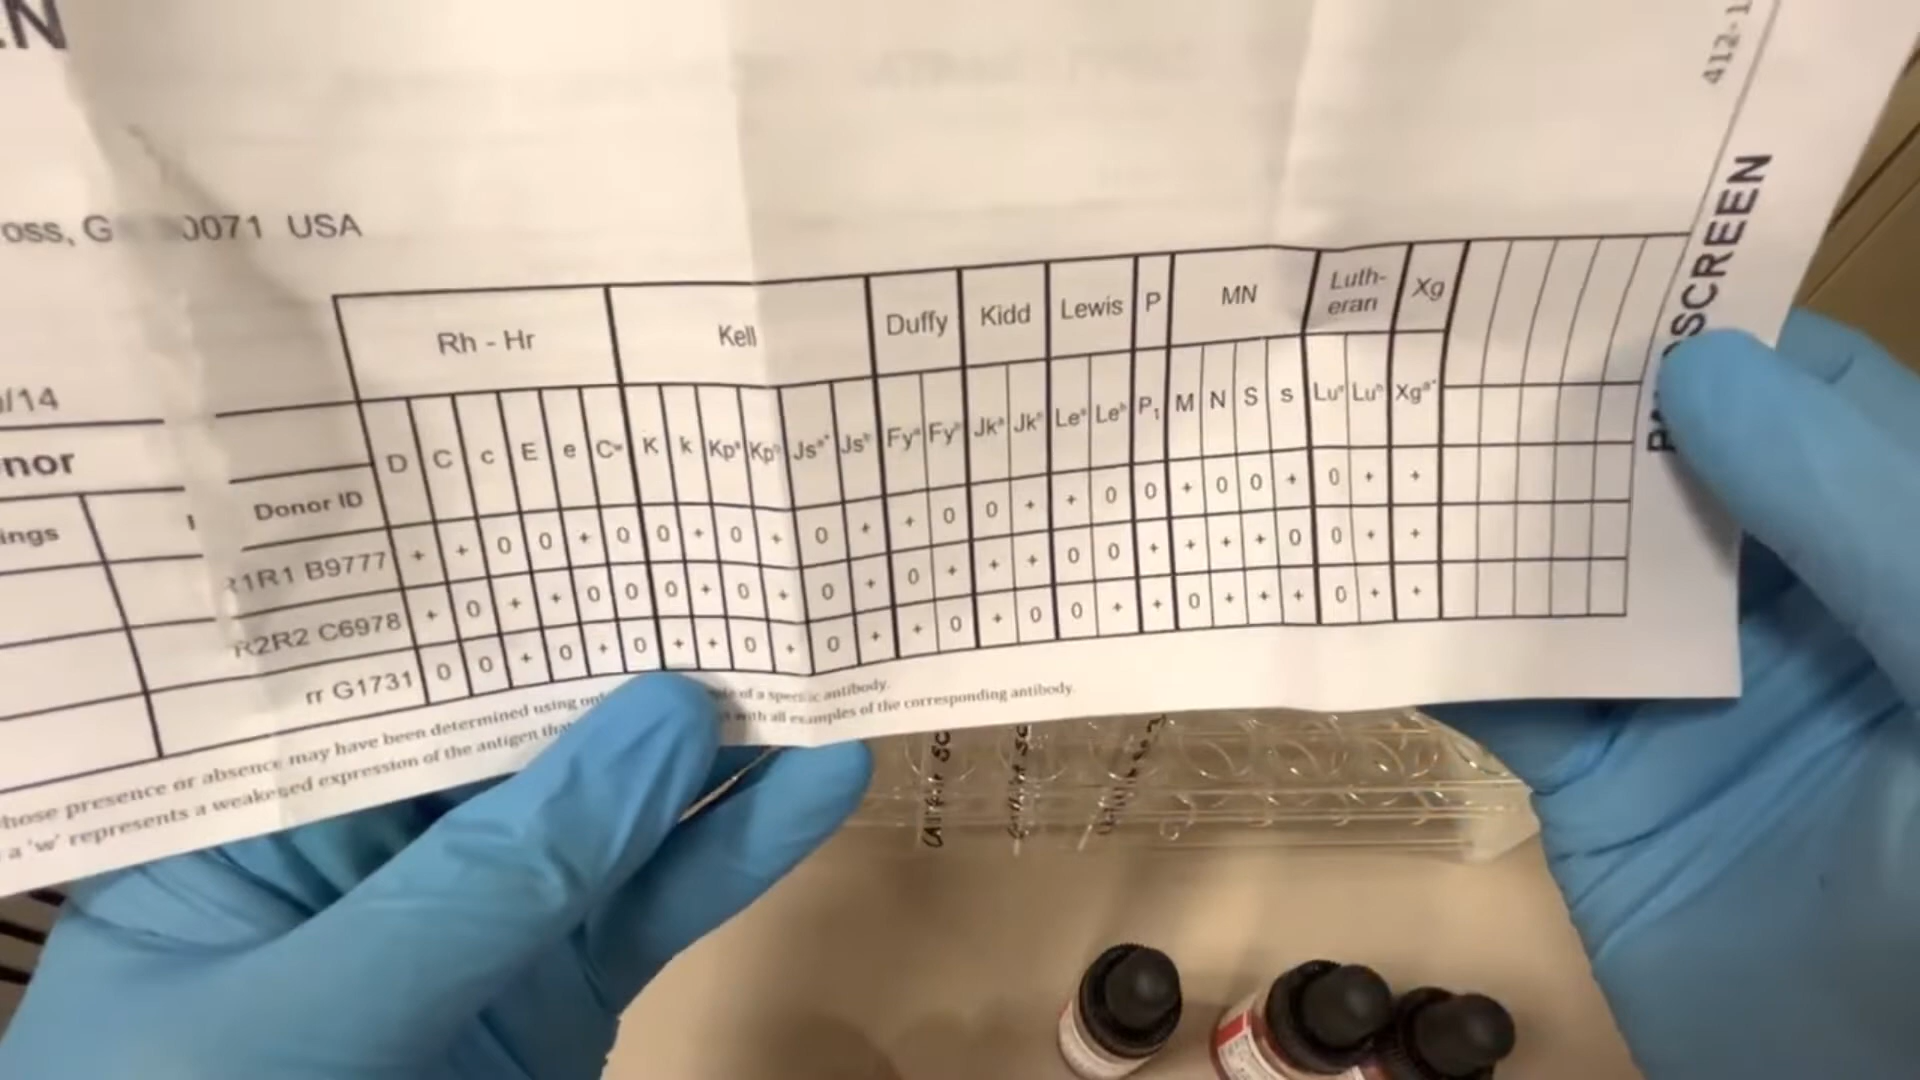 EN
412-1
oss, G 0071 USA
PANOSCREEN
/14
nor
ings
Rh - Hr Kell Duffy Kidd Lewis P MN Luth-eran Xg
Donor ID D C c E e Cʷ K k Kpᵃ Kpᵇ Jsᵃ* Jsᵇ Fyᵃ Fyᵇ Jkᵃ Jkᵇ Leᵃ Leᵇ P₁ M N S s Luᵃ Luᵇ Xgᵃ*
R1R1 B9777 + + 0 0 + 0 0 + 0 + 0 + + 0 0 + + 0 0 + 0 0 + 0 + +
R2R2 C6978 + 0 + + 0 0 0 + 0 + 0 + 0 + + + 0 0 + + + + 0 0 + +
rr G1731 0 0 + 0 + 0 + + 0 + 0 + + 0 + 0 0 + + 0 + + + 0 + +
hose presence or absence may have been determined using of a specific antibody.
a 'w' represents a weakened expression of the antigen with all examples of the corresponding antibody.